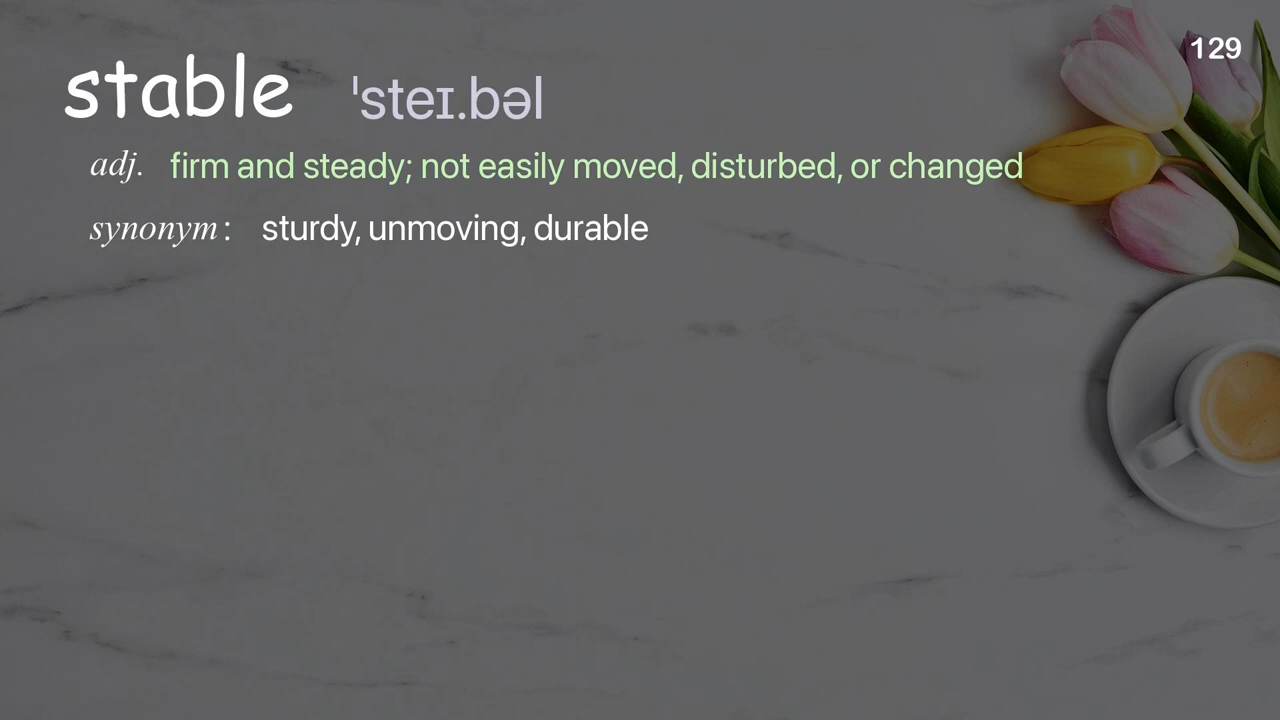 129
stable ˈsteɪ.bəl
adj. firm and steady; not easily moved, disturbed, or changed
synonym: sturdy, unmoving, durable